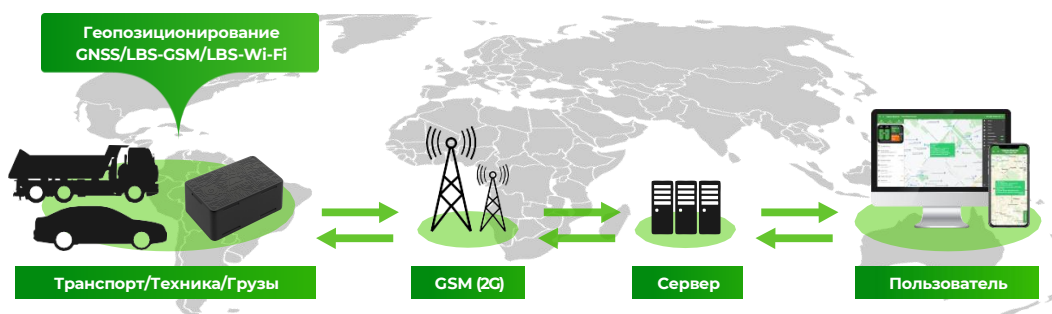 Геопозиционирование
GNSS/LBS-GSM/LBS-Wi-Fi
Транспорт/Техника/Грузы
GSM (2G)
Сервер
Пользователь